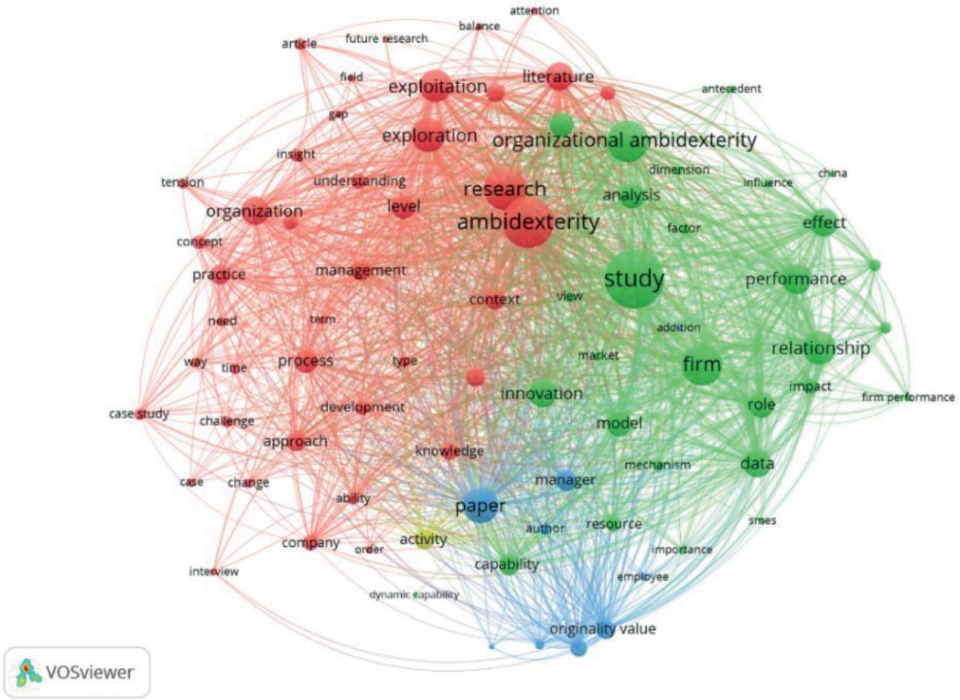 attention
balance
future research
article
field
exploitation
literature
antecedent
gap
exploration
organizational ambidexterity
insight
dimension
china
tension
understanding
research
analysis
influence
organization
level
ambidexterity
factor
effect
concept
practice
management
study
performance
context
view
need
term
addition
relationship
way
time
process
type
market
firm
impact
innovation
firm performance
case study
challenge
development
model
role
approach
knowledge
mechanism
data
case
change
ability
paper
manager
author
resource
smes
company
order
activity
importance
capability
interview
employee
dynamic capability
originality value
VOSviewer